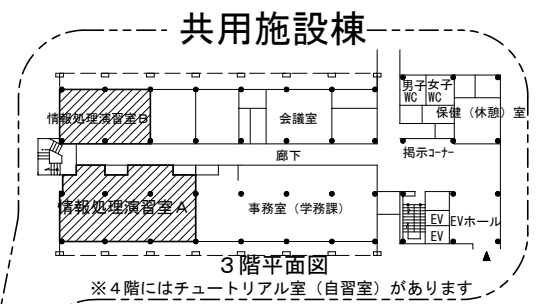 共用施設棟
男子 女子
WC WC
情報処理演習室B
会議室
保健（休憩）室
廊下
掲示コーナー
情報処理演習室A
事務室（学務課）
EV
EV
EVホール
３階平面図
※４階にはチュートリアル室（自習室）があります